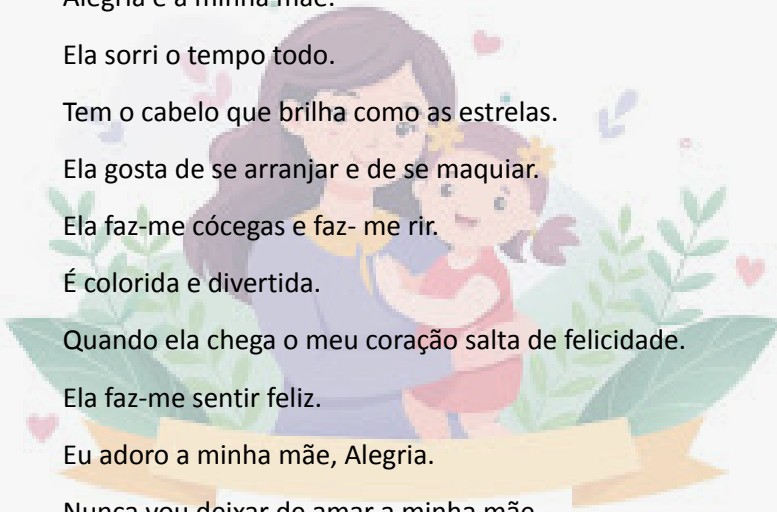 Alegria é a minha mãe.
Ela sorri o tempo todo.
Tem o cabelo que brilha como as estrelas.
Ela gosta de se arranjar e de se maquiar.
Ela faz-me cócegas e faz- me rir.
É colorida e divertida.
Quando ela chega o meu coração salta de felicidade.
Ela faz-me sentir feliz.
Eu adoro a minha mãe, Alegria.
Nunca vou deixar de amar a minha mãe